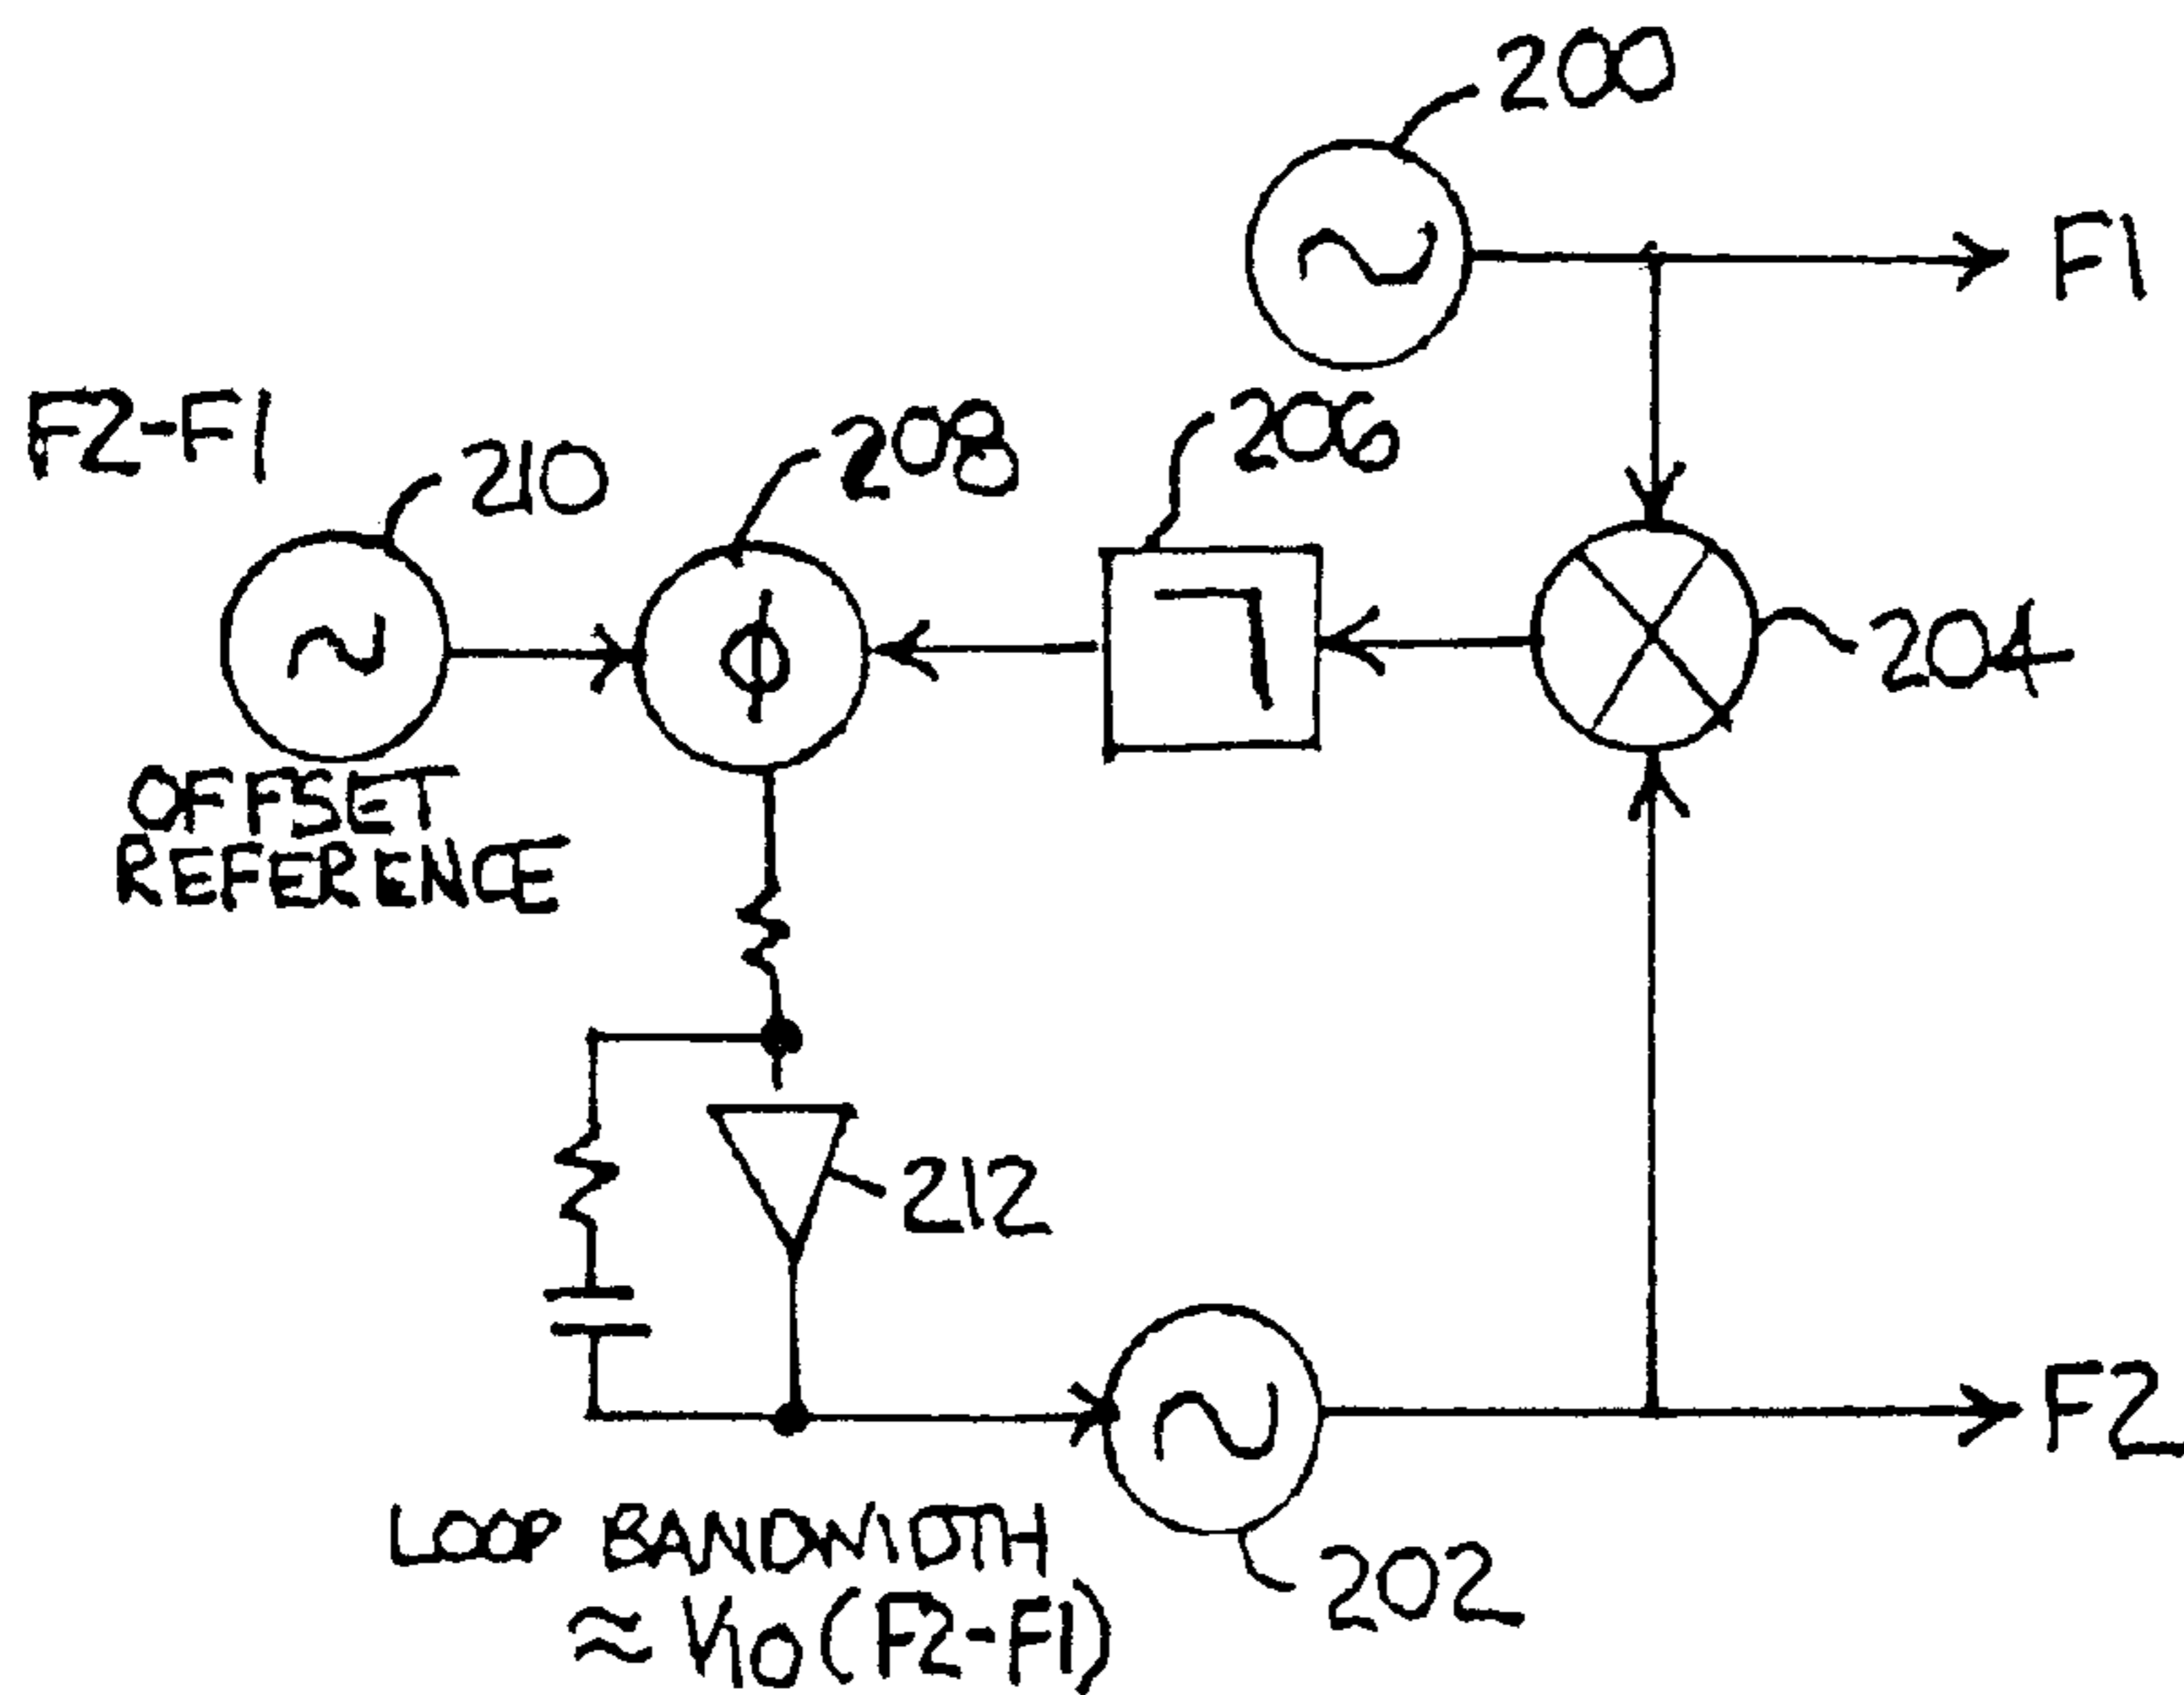 200
F1
F2-F1
210
208
206
204
OFFSET
REFERENCE
ϕ
212
F2
LOOP BANDWIDTH
≈ 1/10 (F2-F1)
202